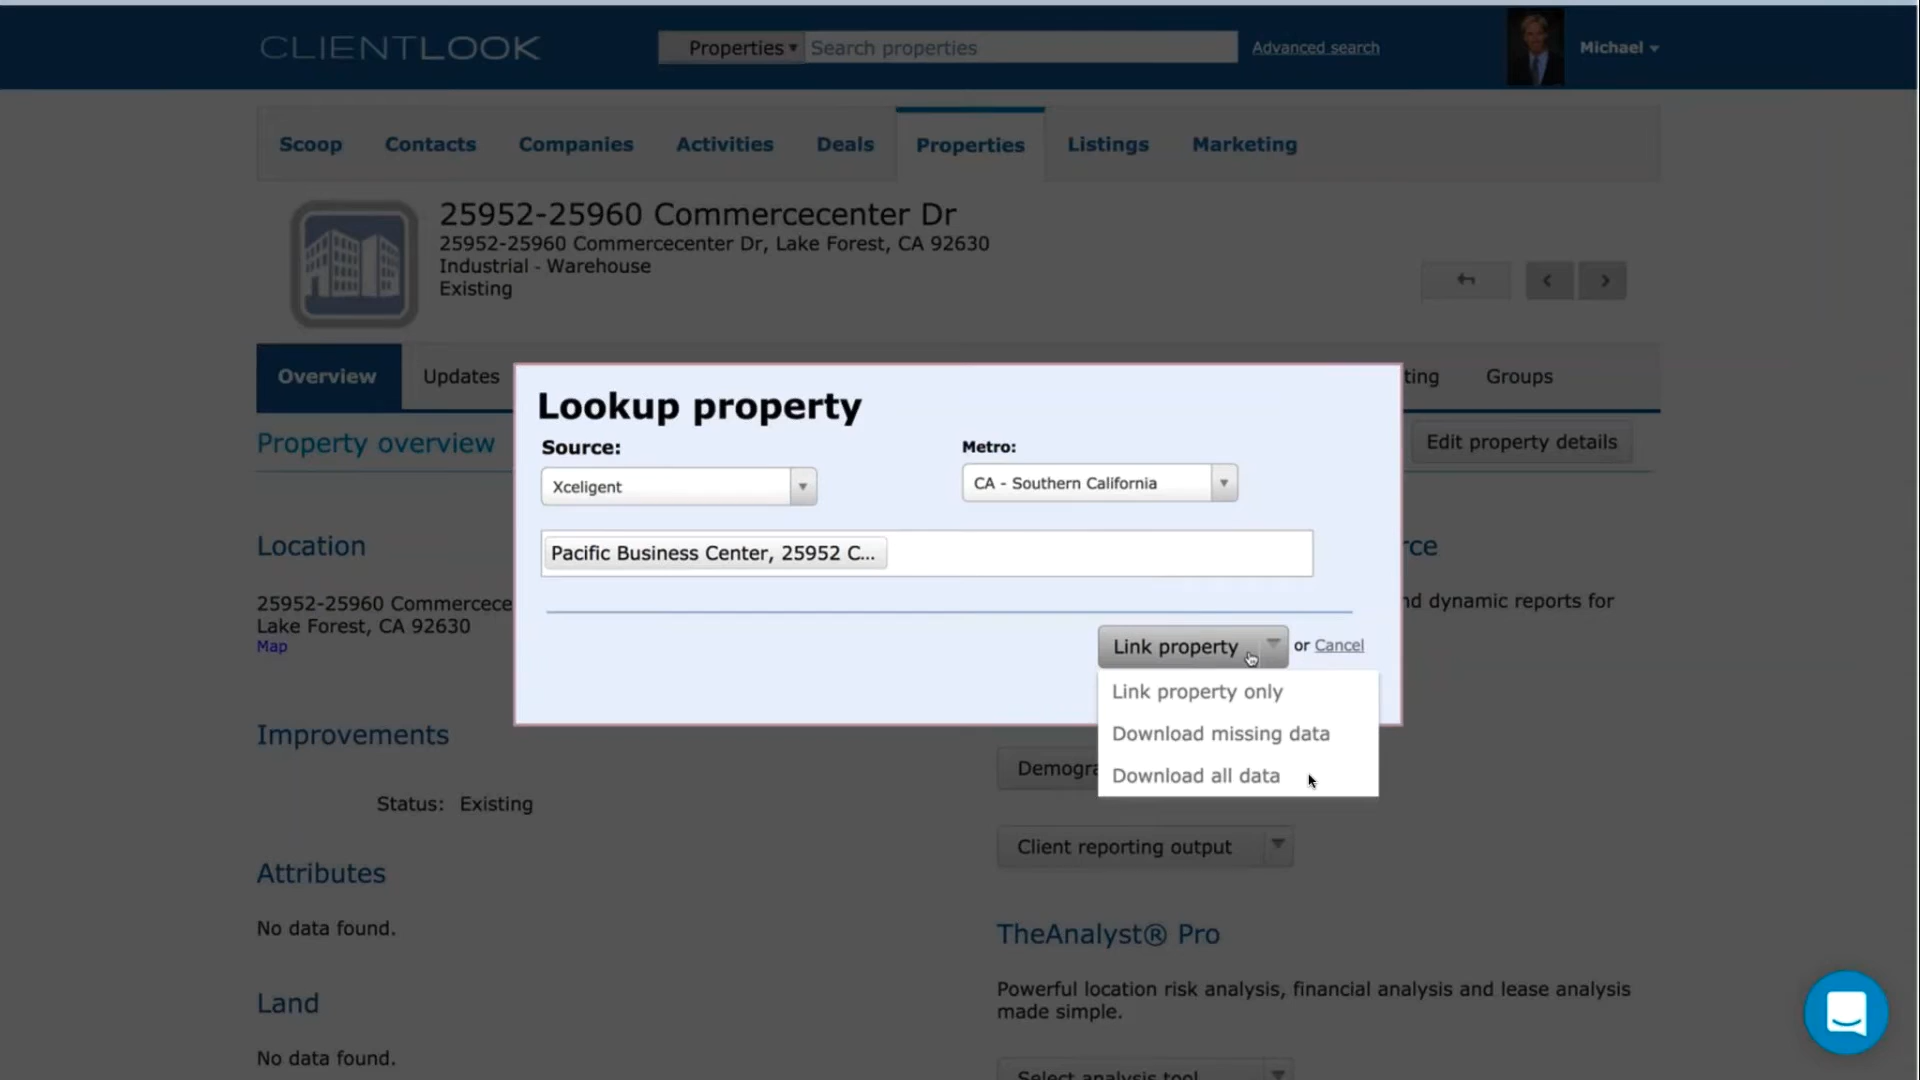 CLIENTLOOK
Properties
Search properties
Advanced search
Michael
Scoop
Contacts
Companies
Activities
Deals
Properties
Listings
Marketing
25952-25960 Commercecenter Dr
25952-25960 Commercecenter Dr, Lake Forest, CA 92630
Industrial - Warehouse
Existing
Overview
Updates
ting
Groups
Property overview
Edit property details
Lookup property
Source:
Metro:
Xceligent
CA - Southern California
Pacific Business Center, 25952 C...
Link property
or Cancel
Link property only
Download missing data
Download all data
Location
25952-25960 Commercece
Lake Forest, CA 92630
Map
rce
nd dynamic reports for
Improvements
Status: Existing
Demogra
Client reporting output
Attributes
No data found.
TheAnalyst® Pro
Powerful location risk analysis, financial analysis and lease analysis
made simple.
Land
No data found.
Select analysis tool